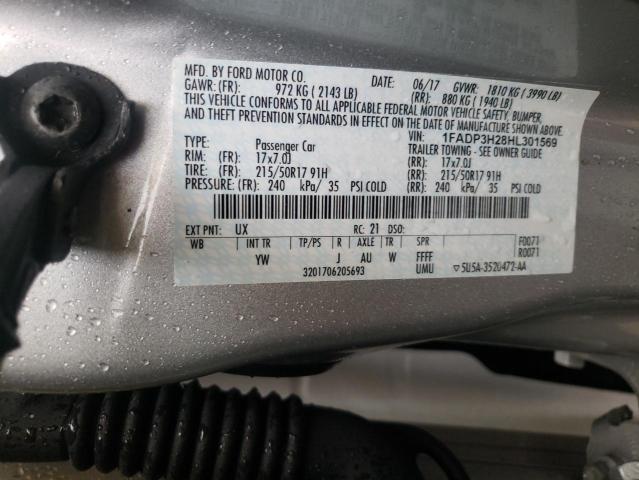 MFD. BY FORD MOTOR CO. DATE: 06/17 GVWR: 1810 KG ( 3990 LB)
GAWR: (FR): 972 KG ( 2143 LB) (RR): 880 KG ( 1940 LB)
THIS VEHICLE CONFORMS TO ALL APPLICABLE FEDERAL MOTOR VEHICLE SAFETY, BUMPER,
AND THEFT PREVENTION STANDARDS IN EFFECT ON THE DATE OF MANUFACTURE SHOWN ABOVE.
VIN: 1FADP3H28HL301569
TYPE: Passenger Car TRAILER TOWING - SEE OWNER GUIDE
RIM: (FR): 17x7.0J (RR): 17x7.0J
TIRE: (FR): 215/50R17 91H (RR): 215/50R17 91H
PRESSURE: (FR): 240 kPa/ 35 PSI COLD (RR): 240 kPa/ 35 PSI COLD
EXT PNT: UX RC: 21 DSO: F0071
WB INT TR TP/PS R AXLE TR SPR R0071
YW J AU W FFFF
3201706205693 UMU ▽5U5A-3520472-AA